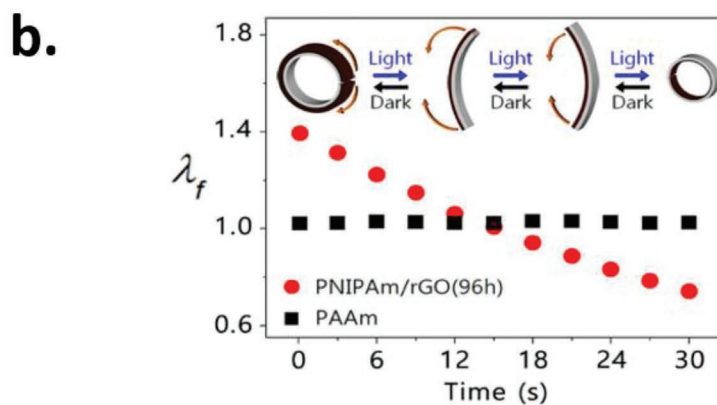 b.
1.8
Light
Dark
Light
Dark
Light
Dark
1.4
λf
1.0
PNIPAm/rGO(96h)
PAAm
0.6
0 6 12 18 24 30
Time (s)